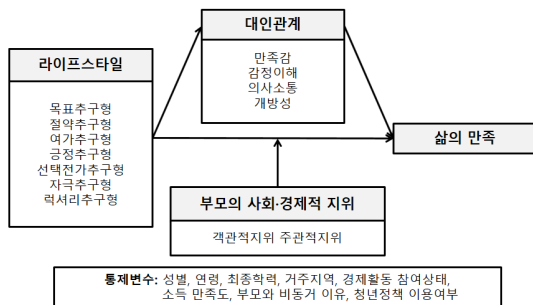 대인관계
만족감
감정이해
의사소통
개방성
라이프스타일
목표추구형
절약추구형
여가추구형
긍정추구형
선택전가추구형
자극추구형
럭셔리추구형
삶의 만족
부모의 사회·경제적 지위
객관적지위 주관적지위
통제변수: 성별, 연령, 최종학력, 거주지역, 경제활동 참여상태,
소득 만족도, 부모와 비동거 이유, 청년정책 이용여부